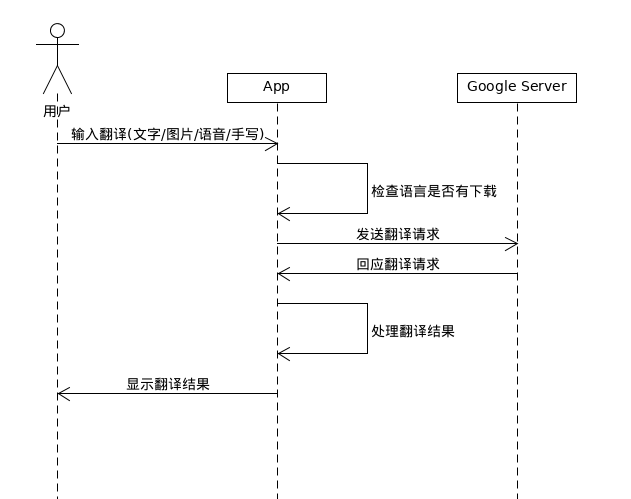 App
Google Server
用户
输入翻译(文字/图片/语音/手写)
检查语言是否有下载
发送翻译请求
回应翻译请求
处理翻译结果
显示翻译结果